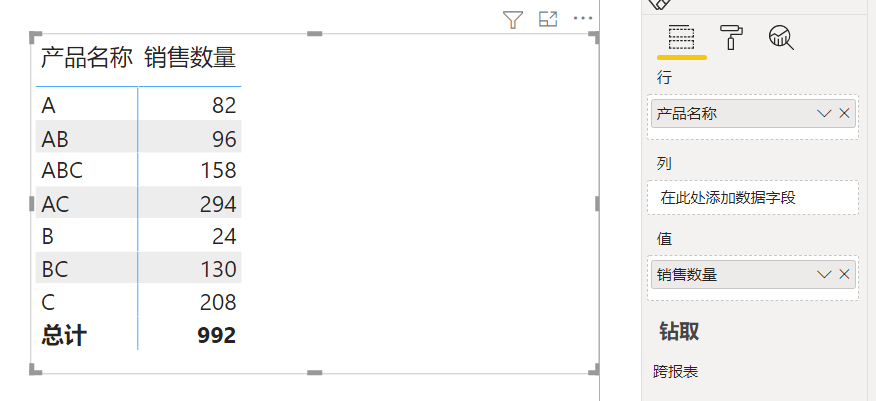 产品名称 销售数量
A 82
AB 96
ABC 158
AC 294
B 24
BC 130
C 208
总计 992
行
产品名称
列
在此处添加数据字段
值
销售数量
钻取
跨报表